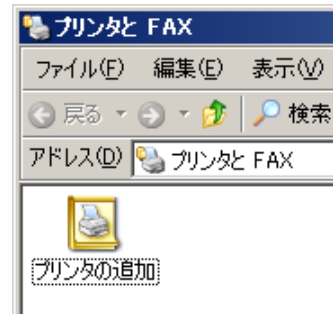 プリンタと FAX
ファイル(F) 編集(E) 表示(V)
戻る 検索
アドレス(D) プリンタと FAX
プリンタの追加